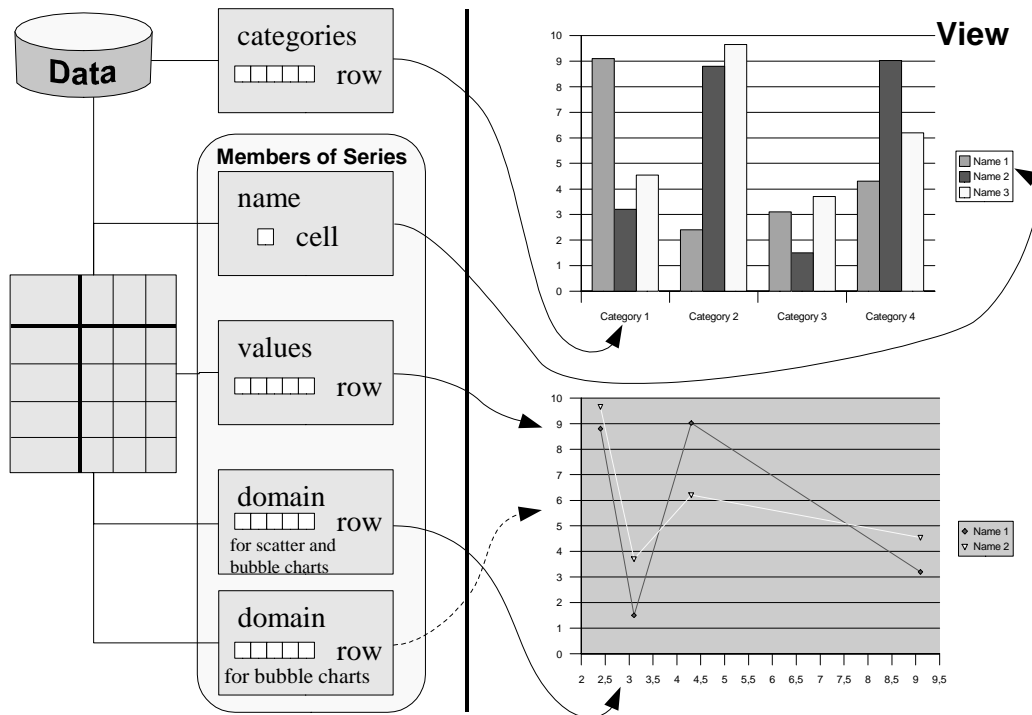 Data
categories
row
Members of Series
name
cell
values
row
domain
row
for scatter and
bubble charts
domain
row
for bubble charts
View
10
9
8
7
6
5
4
3
2
1
0
Category 1 Category 2 Category 3 Category 4
Name 1
Name 2
Name 3
10
9
8
7
6
5
4
3
2
1
0
2 2,5 3 3,5 4 4,5 5 5,5 6 6,5 7 7,5 8 8,5 9 9,5
Name 1
Name 2